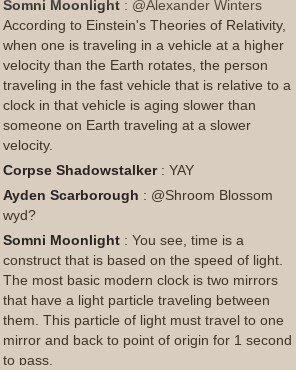 Somni Moonlight : @Alexander Winters
According to Einstein's Theories of Relativity,
when one is traveling in a vehicle at a higher
velocity than the Earth rotates, the person
traveling in the fast vehicle that is relative to a
clock in that vehicle is aging slower than
someone on Earth traveling at a slower
velocity.
Corpse Shadowstalker : YAY
Ayden Scarborough : @Shroom Blossom
wyd?
Somni Moonlight : You see, time is a
construct that is based on the speed of light.
The most basic modern clock is two mirrors
that have a light particle traveling between
them. This particle of light must travel to one
mirror and back to point of origin for 1 second
to pass.